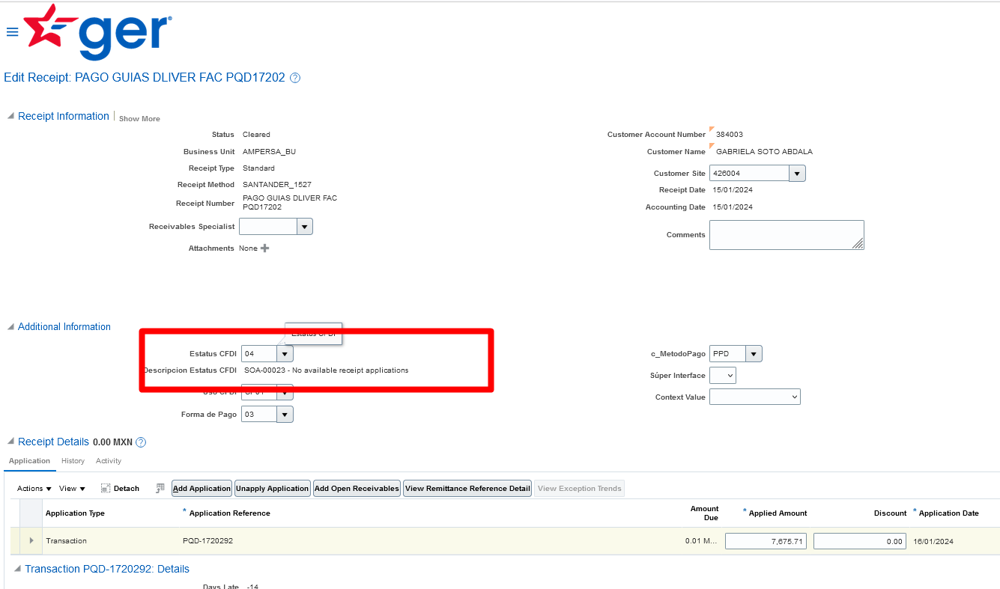 ger®
Edit Receipt: PAGO GUIAS DLIVER FAC PQD17202 ?
Receipt Information Show More
Status Cleared
Business Unit AMPERSA_BU
Receipt Type Standard
Receipt Method SANTANDER_1527
Receipt Number PAGO GUIAS DLIVER FAC
PQD17202
Receivables Specialist
Attachments None
Customer Account Number 384003
Customer Name GABRIELA SOTO ABDALA
Customer Site 426004
Receipt Date 15/01/2024
Accounting Date 15/01/2024
Comments
Additional Information
Estatus CFDI
Estatus CFDI 04
Descripcion Estatus CFDI SOA-00023 - No available receipt applications
Uso CFDI CP01
Forma de Pago 03
c_MetodoPago PPD
Súper Interface
Context Value
Receipt Details 0.00 MXN ?
Application History Activity
Actions View Detach Add Application Unapply Application Add Open Receivables View Remittance Reference Detail View Exception Trends
Application Type * Application Reference Amount Due * Applied Amount Discount * Application Date
Transaction PQD-1720292 0.01 M... 7,675.71 0.00 16/01/2024
Transaction PQD-1720292: Details
Days Late -14